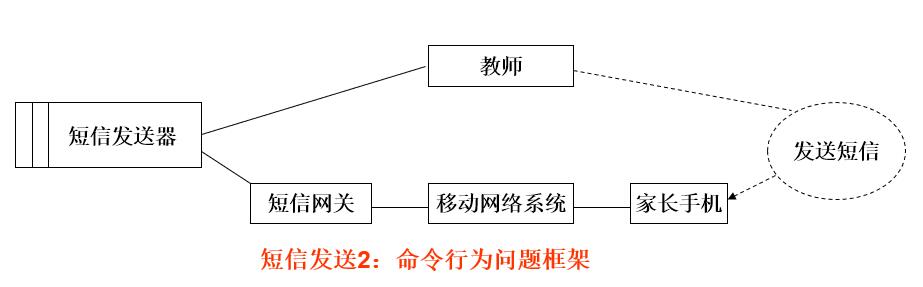 教师
短信发送器
发送短信
短信网关
移动网络系统
家长手机
短信发送2：命令行为问题框架